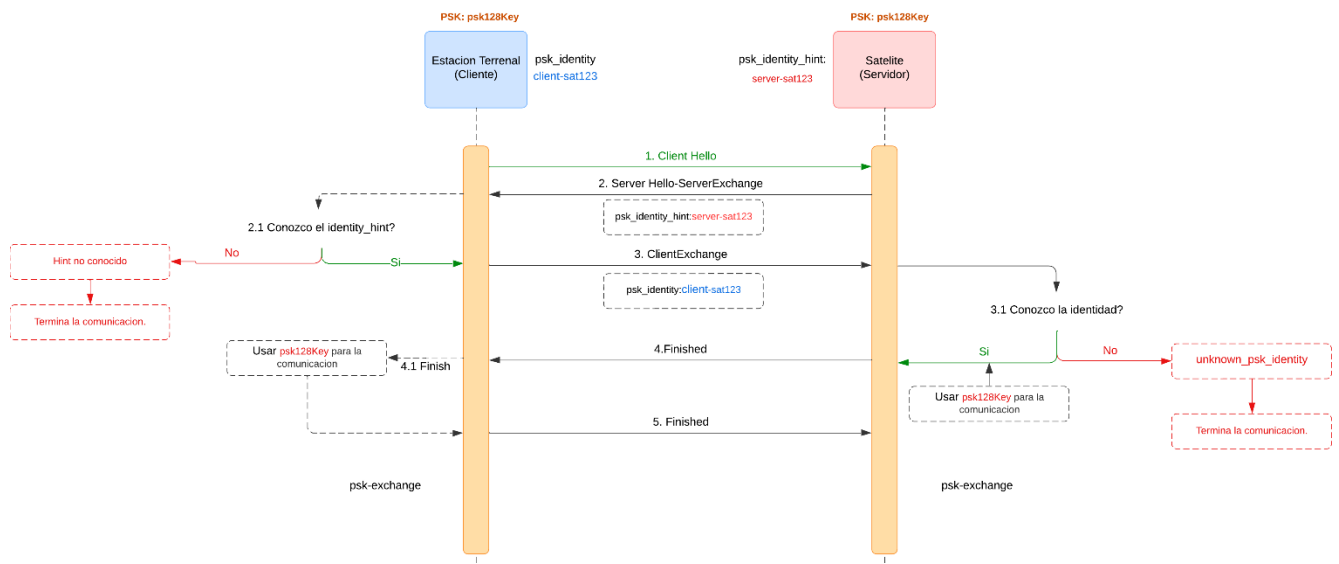 PSK: psk128Key
PSK: psk128Key
Estacion Terrenal
(Cliente)
psk_identity
client-sat123
psk_identity_hint:
server-sat123
Satelite
(Servidor)
1. Client Hello
2. Server Hello-ServerExchange
psk_identity_hint:server-sat123
2.1 Conozco el identity_hint?
No
Si
Hint no conocido
Termina la comunicacion.
3. ClientExchange
psk_identity:client-sat123
3.1 Conozco la identidad?
Si
No
unknown_psk_identity
Termina la comunicacion.
Usar psk128Key para la
comunicacion
4.Finished
Usar psk128Key para la
comunicacion
4.1 Finish
5. Finished
psk-exchange
psk-exchange